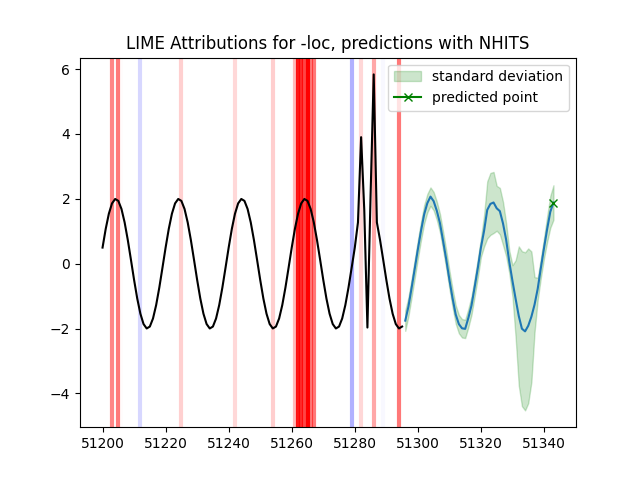 LIME Attributions for -loc, predictions with NHITS
standard deviation
predicted point
6
4
2
0
−2
−4
51200 51220 51240 51260 51280 51300 51320 51340